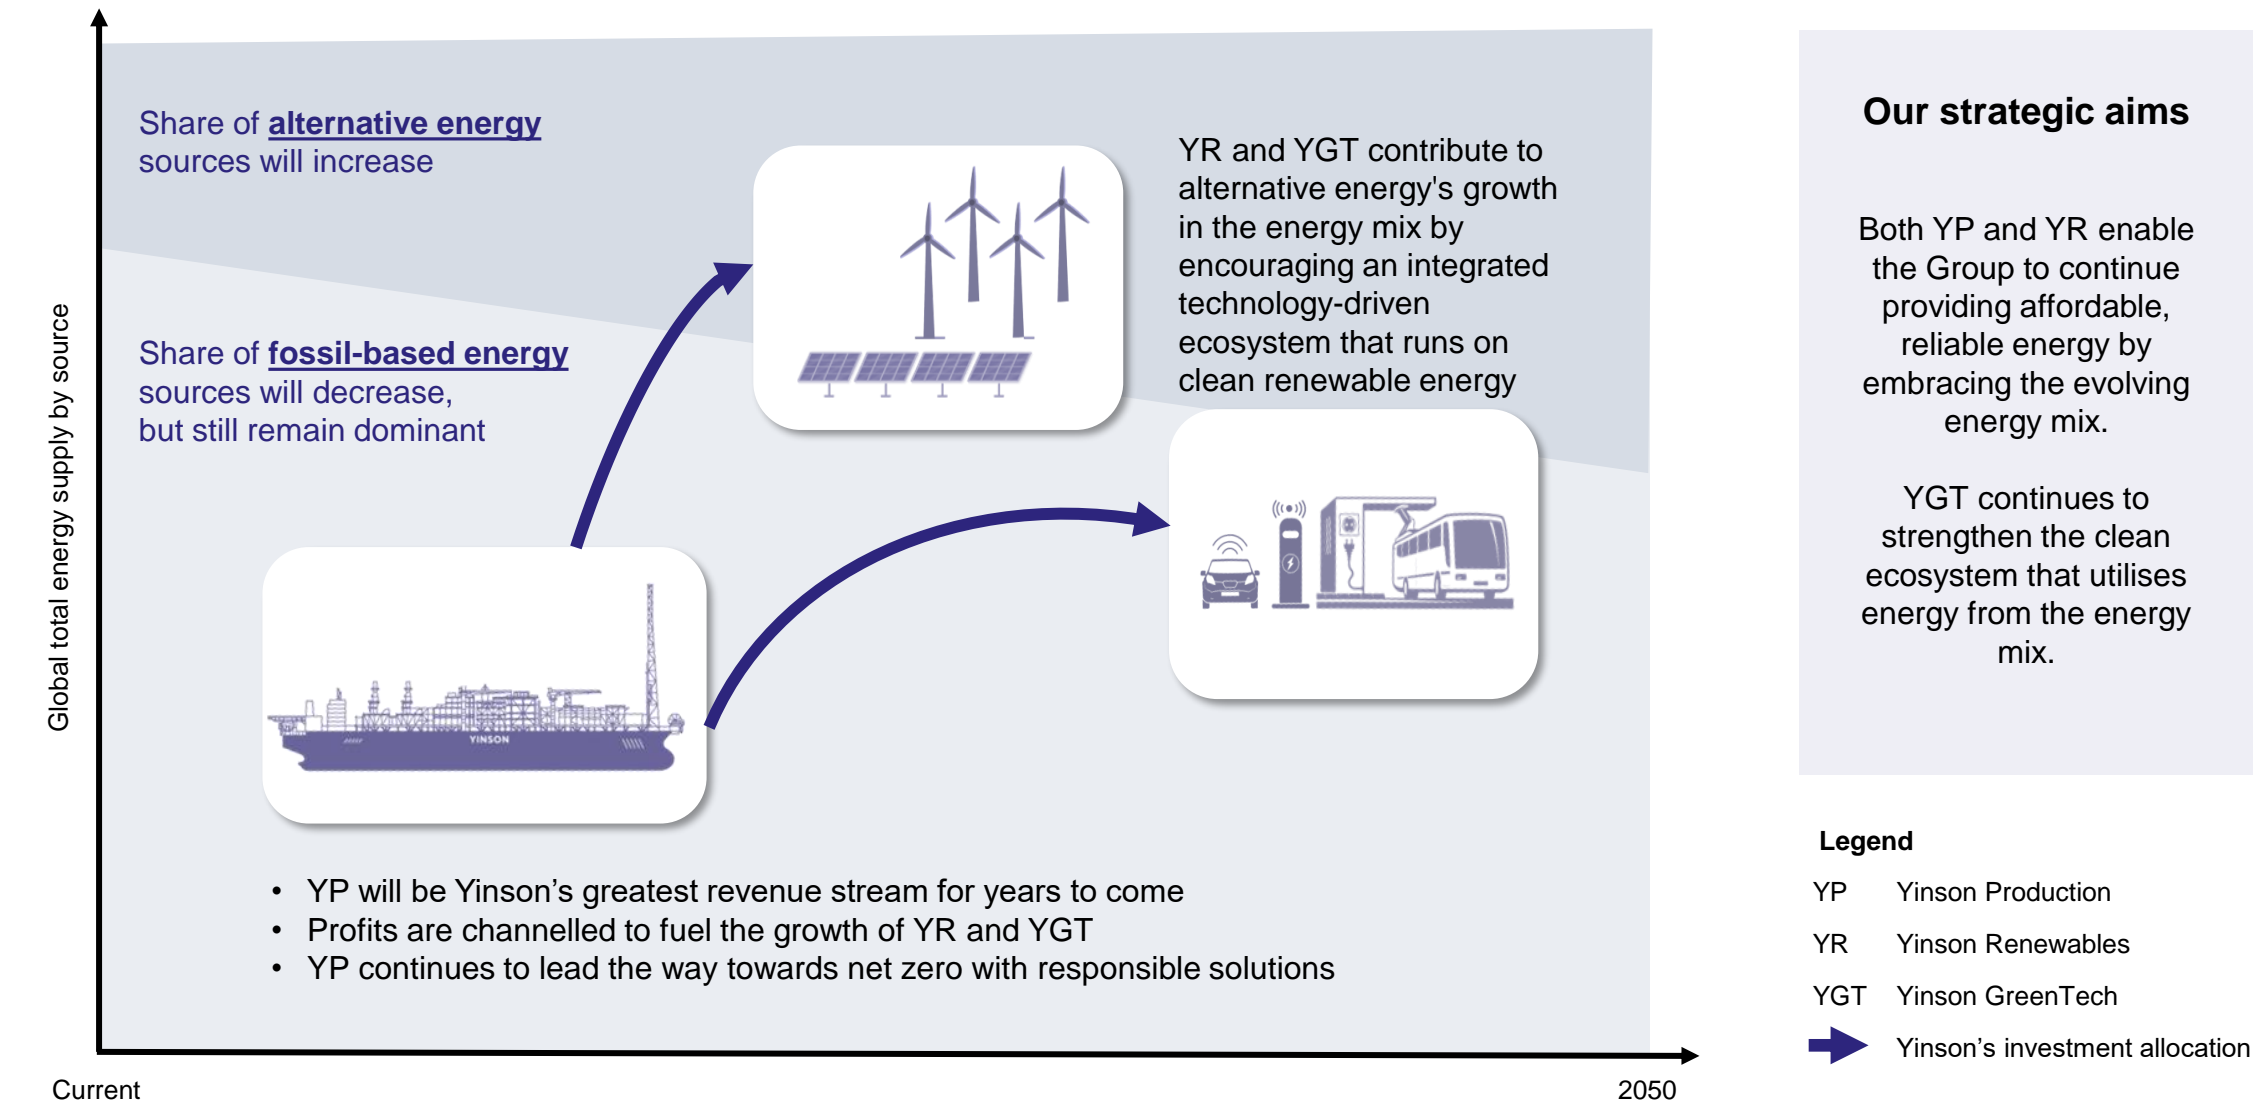 Global total energy supply by source
Share of alternative energy
sources will increase
Share of fossil-based energy
sources will decrease,
but still remain dominant
YR and YGT contribute to
alternative energy's growth
in the energy mix by
encouraging an integrated
technology-driven
ecosystem that runs on
clean renewable energy
YINSON
• YP will be Yinson’s greatest revenue stream for years to come
• Profits are channelled to fuel the growth of YR and YGT
• YP continues to lead the way towards net zero with responsible solutions
Current
2050
Our strategic aims
Both YP and YR enable
the Group to continue
providing affordable,
reliable energy by
embracing the evolving
energy mix.
YGT continues to
strengthen the clean
ecosystem that utilises
energy from the energy
mix.
Legend
YP Yinson Production
YR Yinson Renewables
YGT Yinson GreenTech
Yinson’s investment allocation